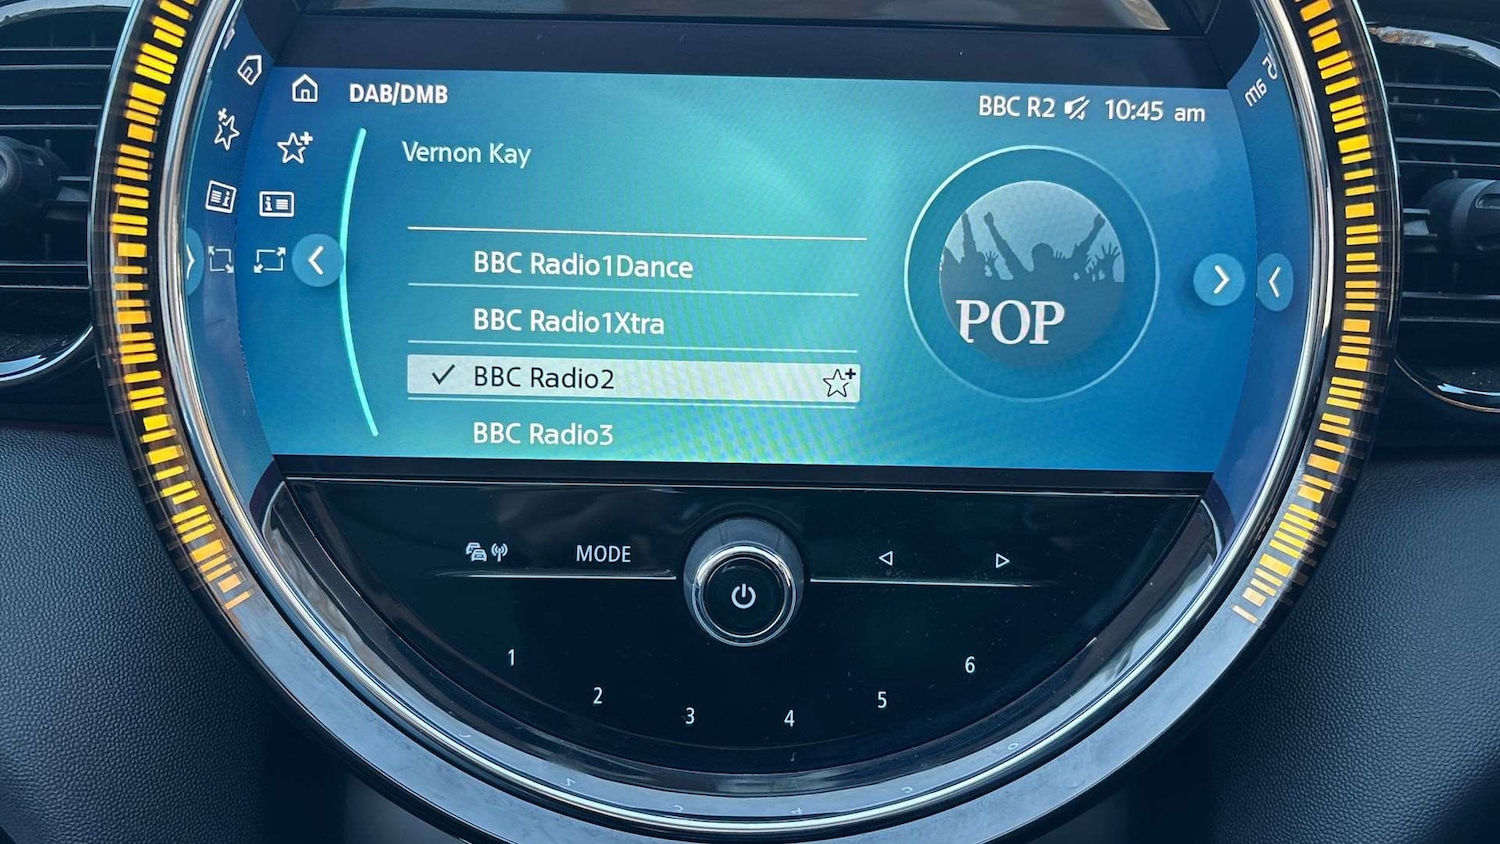 DAB/DMB
BBC R2 10:45 am
Vernon Kay
BBC Radio1Dance
BBC Radio1Xtra
BBC Radio2
BBC Radio3
POP
MODE
1
2
3
4
5
6